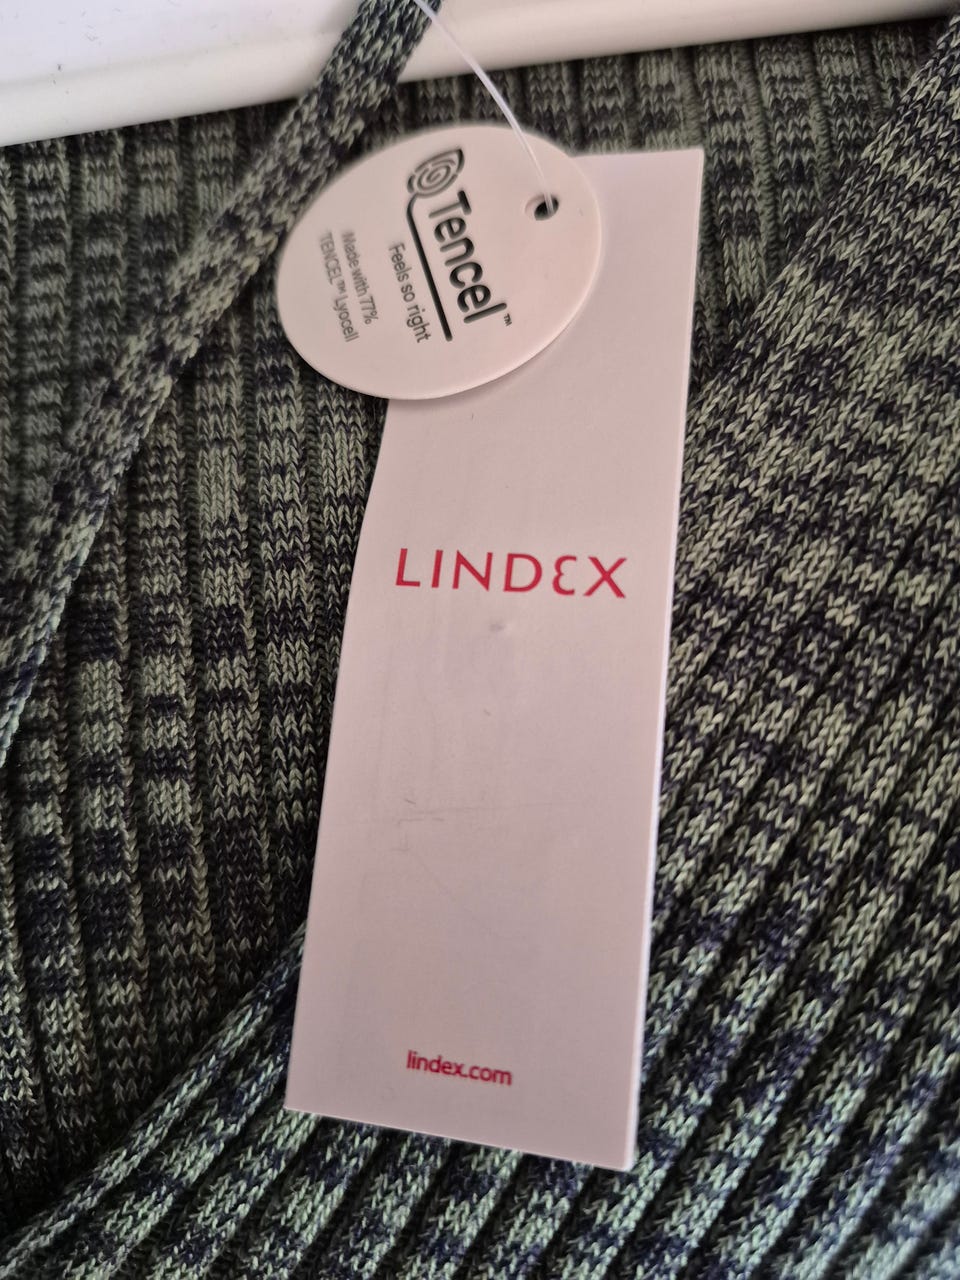 Tencel™
Feels so right
Made with 77%
TENCEL™ Lyocell
LINDEX
lindex.com